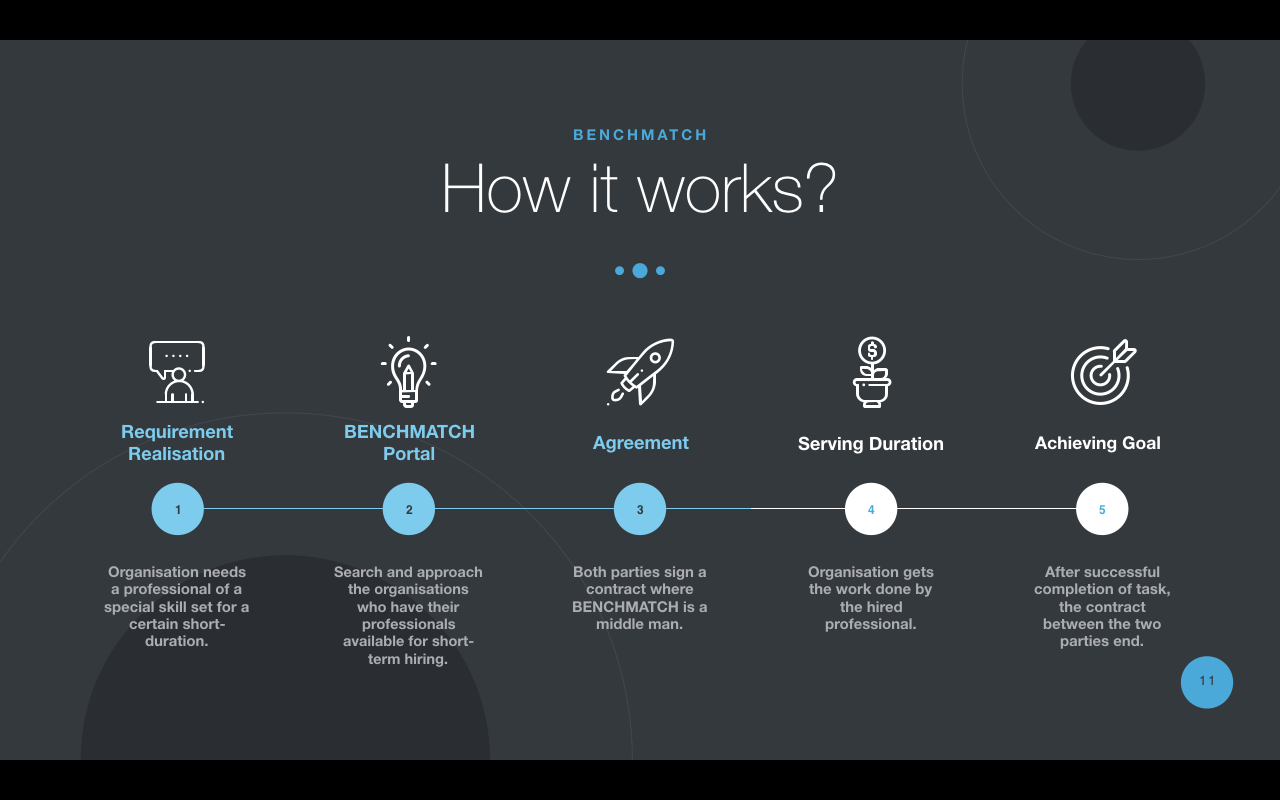 BENCHMATCH
How it works?
Requirement
Realisation
BENCHMATCH
Portal
Agreement
Serving Duration
Achieving Goal
1
2
3
4
5
Organisation needs
a professional of a
special skill set for a
certain short-
duration.
Search and approach
the organisations
who have their
professionals
available for short-
term hiring.
Both parties sign a
contract where
BENCHMATCH is a
middle man.
Organisation gets
the work done by
the hired
professional.
After successful
completion of task,
the contract
between the two
parties end.
11